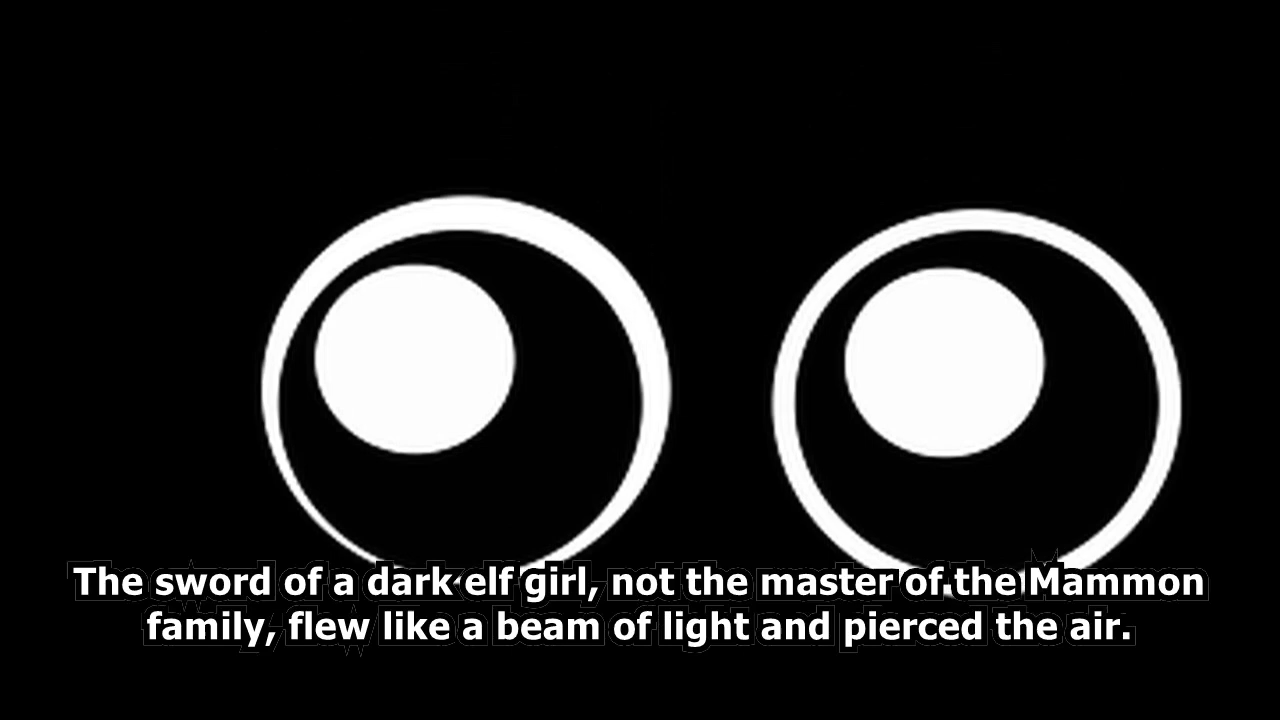 The sword of a dark elf girl, not the master of the Mammon
family, flew like a beam of light and pierced the air.